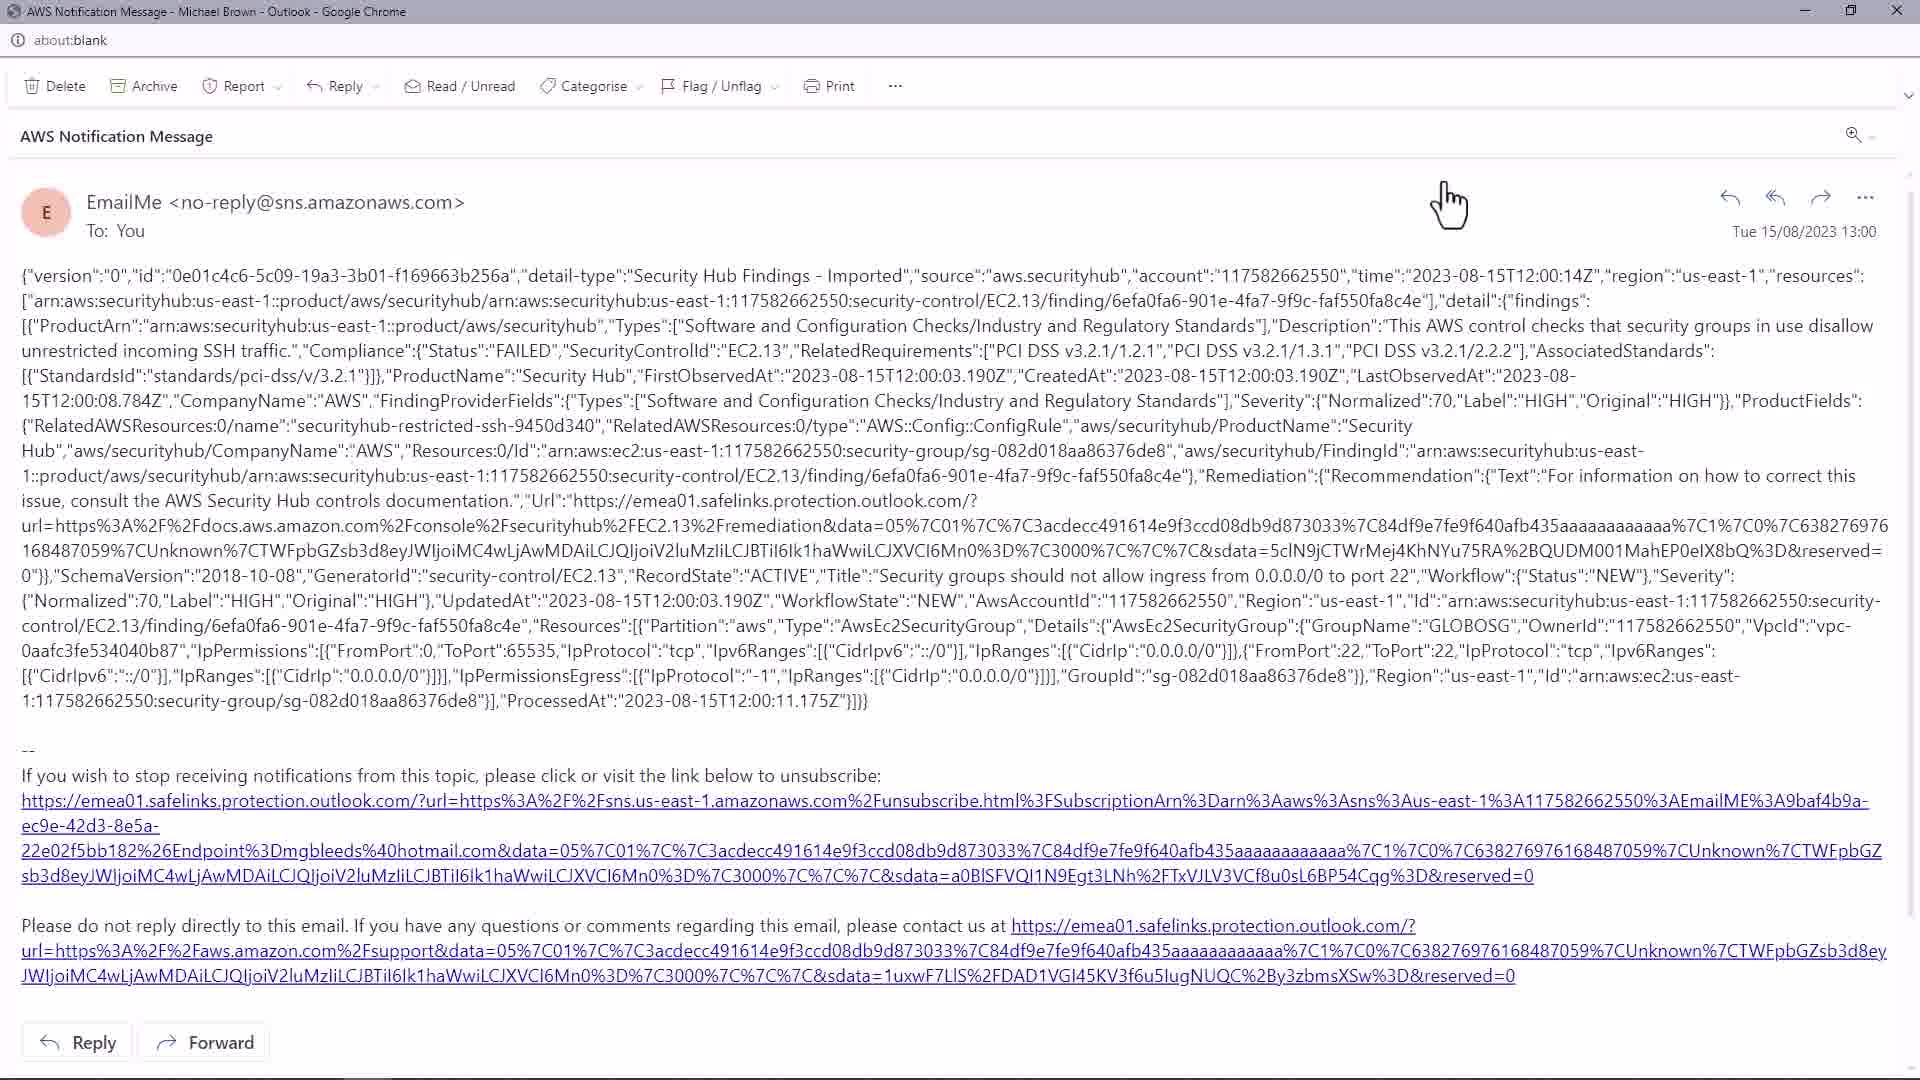 AWS Notification Message - Michael Brown - Outlook - Google Chrome
about:blank
Delete Archive Report Reply Read / Unread Categorise Flag / Unflag Print ...
AWS Notification Message
E
EmailMe <no-reply@sns.amazonaws.com>
To: You
Tue 15/08/2023 13:00
{"version":"0","id":"0e01c4c6-5c09-19a3-3b01-f169663b256a","detail-type":"Security Hub Findings - Imported","source":"aws.securityhub","account":"117582662550","time":"2023-08-15T12:00:14Z","region":"us-east-1","resources":
["arn:aws:securityhub:us-east-1::product/aws/securityhub/arn:aws:securityhub:us-east-1:117582662550:security-control/EC2.13/finding/6efa0fa6-901e-4fa7-9f9c-faf550fa8c4e"],"detail":{"findings":
[{"ProductArn":"arn:aws:securityhub:us-east-1::product/aws/securityhub","Types":["Software and Configuration Checks/Industry and Regulatory Standards"],"Description":"This AWS control checks that security groups in use disallow
unrestricted incoming SSH traffic.","Compliance":{"Status":"FAILED","SecurityControlId":"EC2.13","RelatedRequirements":["PCI DSS v3.2.1/1.2.1","PCI DSS v3.2.1/1.3.1","PCI DSS v3.2.1/2.2.2"],"AssociatedStandards":
[{"StandardsId":"standards/pci-dss/v/3.2.1"}]},"ProductName":"Security Hub","FirstObservedAt":"2023-08-15T12:00:03.190Z","CreatedAt":"2023-08-15T12:00:03.190Z","LastObservedAt":"2023-08-
15T12:00:08.784Z","CompanyName":"AWS","FindingProviderFields":{"Types":["Software and Configuration Checks/Industry and Regulatory Standards"],"Severity":{"Normalized":70,"Label":"HIGH","Original":"HIGH"}},"ProductFields":
{"RelatedAWSResources:0/name":"securityhub-restricted-ssh-9450d340","RelatedAWSResources:0/type":"AWS::Config::ConfigRule","aws/securityhub/ProductName":"Security
Hub","aws/securityhub/CompanyName":"AWS","Resources:0/Id":"arn:aws:ec2:us-east-1:117582662550:security-group/sg-082d018aa86376de8","aws/securityhub/FindingId":"arn:aws:securityhub:us-east-
1::product/aws/securityhub/arn:aws:securityhub:us-east-1:117582662550:security-control/EC2.13/finding/6efa0fa6-901e-4fa7-9f9c-faf550fa8c4e"},"Remediation":{"Recommendation":{"Text":"For information on how to correct this
issue, consult the AWS Security Hub controls documentation.","Url":"https://emea01.safelinks.protection.outlook.com/?
url=https%3A%2F%2Fdocs.aws.amazon.com%2Fconsole%2Fsecurityhub%2FEC2.13%2Fremediation&data=05%7C01%7C%7C3acdecc491614e9f3ccd08db9d873033%7C84df9e7fe9f640afb435aaaaaaaaaaaa%7C1%7C0%7C638276976
168487059%7CUnknown%7CTWFpbGZsb3d8eyJWIjoiMC4wLjAwMDAiLCJQIjoiV2luMzIiLCJBTiI6Ik1haWwiLCJXVCI6Mn0%3D%7C3000%7C%7C%7C&sdata=5clN9jCTWrMej4KhNYu75RA%2BQUDM001MahEP0eIX8bQ%3D&reserved=
0"}},"SchemaVersion":"2018-10-08","GeneratorId":"security-control/EC2.13","RecordState":"ACTIVE","Title":"Security groups should not allow ingress from 0.0.0.0/0 to port 22","Workflow":{"Status":"NEW"},"Severity":
{"Normalized":70,"Label":"HIGH","Original":"HIGH"},"UpdatedAt":"2023-08-15T12:00:03.190Z","WorkflowState":"NEW","AwsAccountId":"117582662550","Region":"us-east-1","Id":"arn:aws:securityhub:us-east-1:117582662550:security-
control/EC2.13/finding/6efa0fa6-901e-4fa7-9f9c-faf550fa8c4e","Resources":[{"Partition":"aws","Type":"AwsEc2SecurityGroup","Details":{"AwsEc2SecurityGroup":{"GroupName":"GLOBOSG","OwnerId":"117582662550","VpcId":"vpc-
0aafc3fe534040b87","IpPermissions":[{"FromPort":0,"ToPort":65535,"IpProtocol":"tcp","Ipv6Ranges":[{"CidrIpv6":"::/0"}],"IpRanges":[{"CidrIp":"0.0.0.0/0"}]},{"FromPort":22,"ToPort":22,"IpProtocol":"tcp","Ipv6Ranges":
[{"CidrIpv6":"::/0"}],"IpRanges":[{"CidrIp":"0.0.0.0/0"}]}],"IpPermissionsEgress":[{"IpProtocol":"-1","IpRanges":[{"CidrIp":"0.0.0.0/0"}]}],"GroupId":"sg-082d018aa86376de8"}},"Region":"us-east-1","Id":"arn:aws:ec2:us-east-
1:117582662550:security-group/sg-082d018aa86376de8"}],"ProcessedAt":"2023-08-15T12:00:11.175Z"}]}}
--
If you wish to stop receiving notifications from this topic, please click or visit the link below to unsubscribe:
https://emea01.safelinks.protection.outlook.com/?url=https%3A%2F%2Fsns.us-east-1.amazonaws.com%2Funsubscribe.html%3FSubscriptionArn%3Darn%3Aaws%3Asns%3Aus-east-1%3A117582662550%3AEmailME%3A9baf4b9a-
ec9e-42d3-8e5a-
22e02f5bb182%26Endpoint%3Dmgbleeds%40hotmail.com&data=05%7C01%7C%7C3acdecc491614e9f3ccd08db9d873033%7C84df9e7fe9f640afb435aaaaaaaaaaaa%7C1%7C0%7C638276976168487059%7CUnknown%7CTWFpbGZ
sb3d8eyJWIjoiMC4wLjAwMDAiLCJQIjoiV2luMzIiLCJBTiI6Ik1haWwiLCJXVCI6Mn0%3D%7C3000%7C%7C%7C&sdata=a0BlSFVQI1N9Egt3LNh%2FTxVJLV3VCf8u0sL6BP54Cqg%3D&reserved=0
Please do not reply directly to this email. If you have any questions or comments regarding this email, please contact us at https://emea01.safelinks.protection.outlook.com/?
url=https%3A%2F%2Faws.amazon.com%2Fsupport&data=05%7C01%7C%7C3acdecc491614e9f3ccd08db9d873033%7C84df9e7fe9f640afb435aaaaaaaaaaaa%7C1%7C0%7C638276976168487059%7CUnknown%7CTWFpbGZsb3d8ey
JWIjoiMC4wLjAwMDAiLCJQIjoiV2luMzIiLCJBTiI6Ik1haWwiLCJXVCI6Mn0%3D%7C3000%7C%7C%7C&sdata=1uxwF7LlS%2FDAD1VGI45KV3f6u5IugNUQC%2By3zbmsXSw%3D&reserved=0
Reply Forward